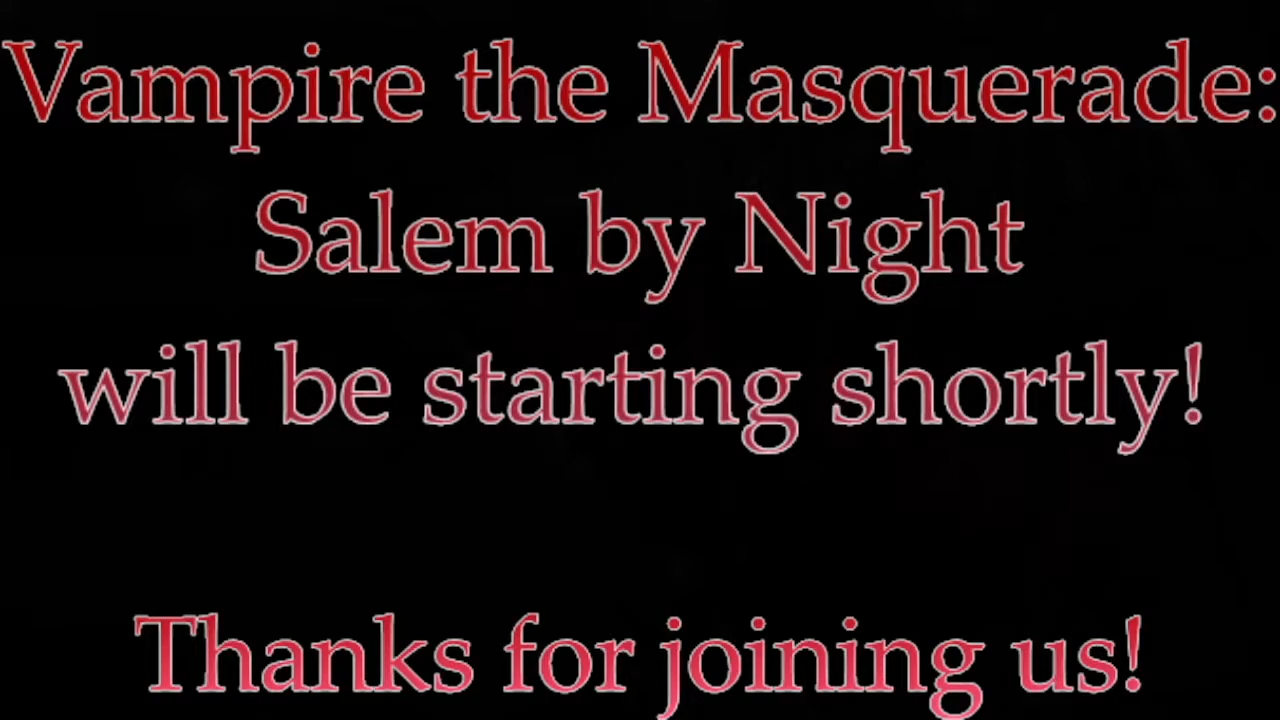 Vampire the Masquerade:
Salem by Night
will be starting shortly!
Thanks for joining us!